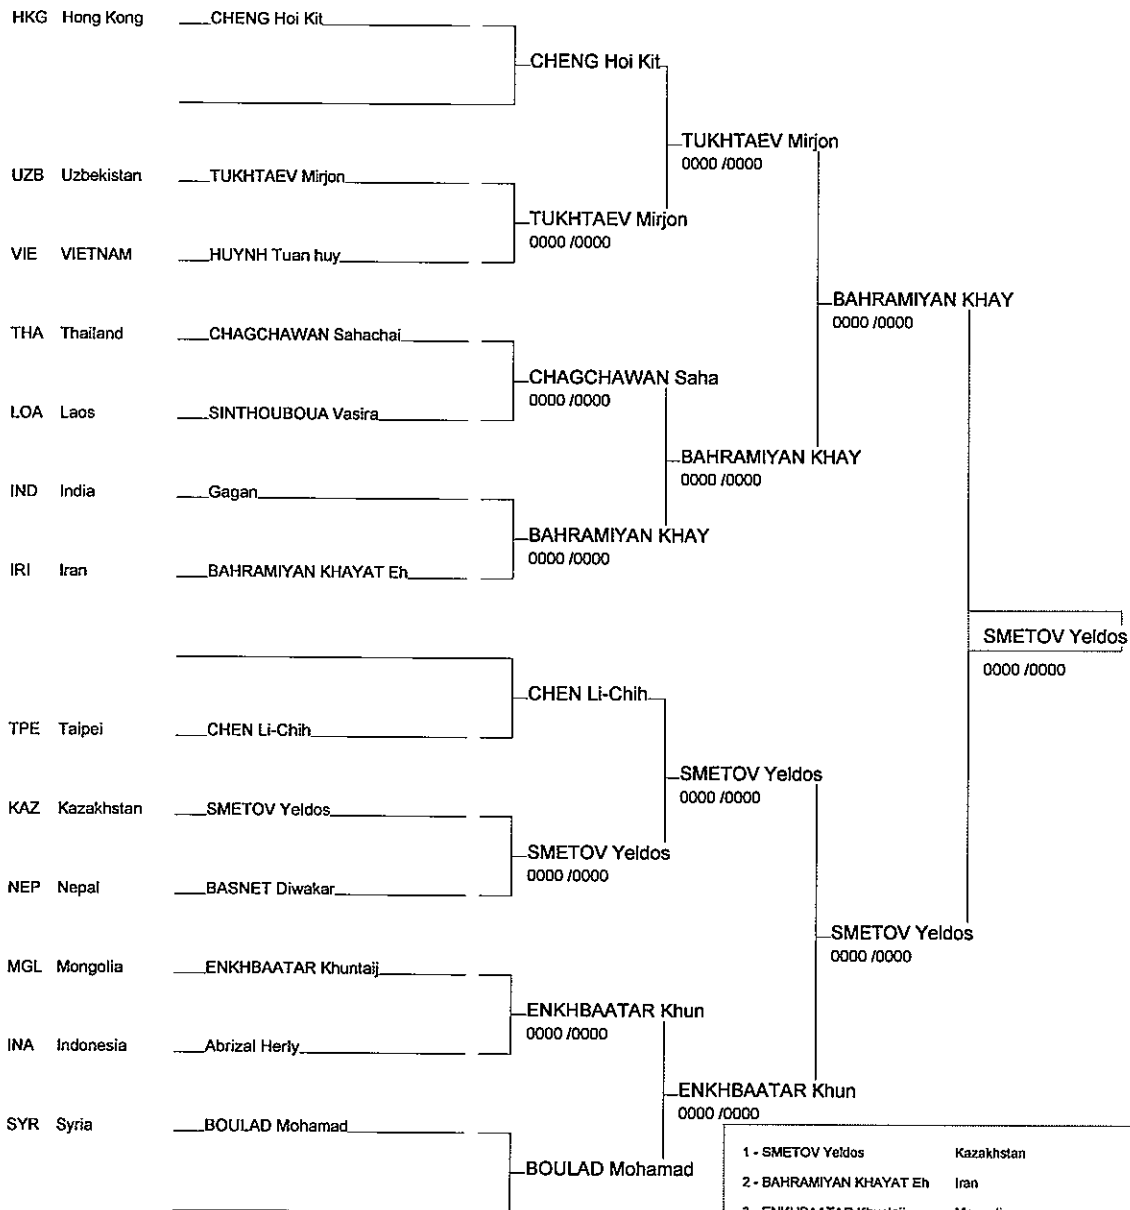 HKG Hong Kong CHENG Hoi Kit
CHENG Hoi Kit
TUKHTAEV Mirjon
0000 /0000
UZB Uzbekistan TUKHTAEV Mirjon
TUKHTAEV Mirjon
0000 /0000
VIE VIETNAM HUYNH Tuan huy
BAHRAMIYAN KHAY
0000 /0000
THA Thailand CHAGCHAWAN Sahachai
CHAGCHAWAN Saha
0000 /0000
LOA Laos SINTHOUBOUA Vasira
BAHRAMIYAN KHAY
0000 /0000
IND India Gagan
BAHRAMIYAN KHAY
0000 /0000
IRI Iran BAHRAMIYAN KHAYAT Eh
SMETOV Yeldos
0000 /0000
CHEN Li-Chih
TPE Taipei CHEN Li-Chih
SMETOV Yeldos
0000 /0000
KAZ Kazakhstan SMETOV Yeldos
SMETOV Yeldos
0000 /0000
NEP Nepal BASNET Diwakar
SMETOV Yeldos
0000 /0000
MGL Mongolia ENKHBAATAR Khuntaij
ENKHBAATAR Khun
0000 /0000
INA Indonesia Abrizal Herly
ENKHBAATAR Khun
0000 /0000
SYR Syria BOULAD Mohamad
BOULAD Mohamad
1 - SMETOV Yeldos Kazakhstan
2 - BAHRAMIYAN KHAYAT Eh Iran